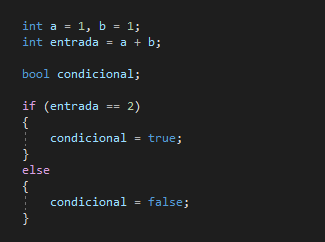 int a = 1, b = 1;
int entrada = a + b;
bool condicional;
if (entrada == 2)
{
condicional = true;
}
else
{
condicional = false;
}